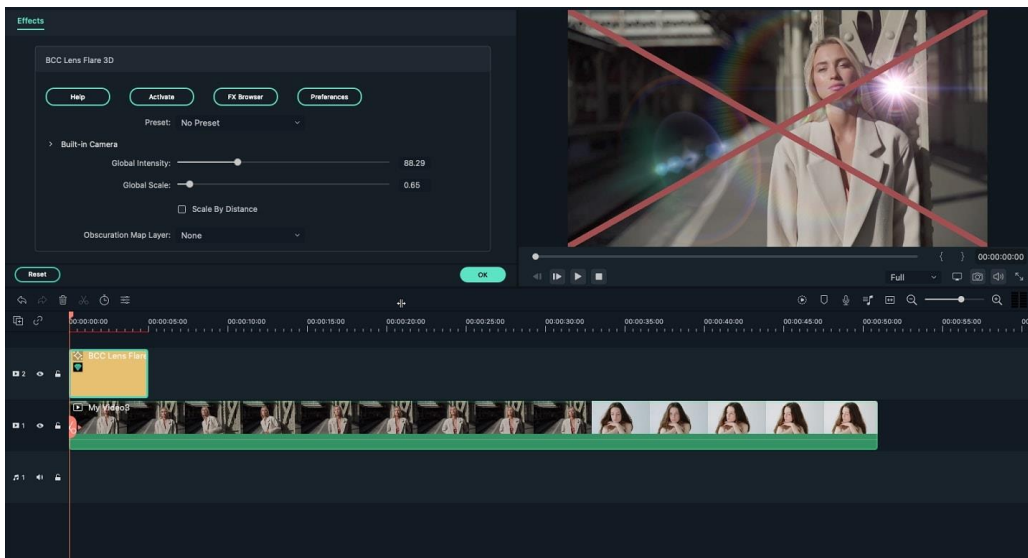 Effects
BCC Lens Flare 3D
Help Activate FX Browser Preferences
Preset: No Preset
Built-in Camera
Global Intensity: 88.29
Global Scale: 0.65
Scale By Distance
Obscuration Map Layer: None
Reset OK
{ } 00:00:00:00
Full
00:00:00:00 00:00:05:00 00:00:10:00 00:00:15:00 00:00:20:00 00:00:25:00 00:00:30:00 00:00:35:00 00:00:40:00 00:00:45:00 00:00:50:00 00:00:55:00 00
2 BCC Lens Flare
1 My Video3
1